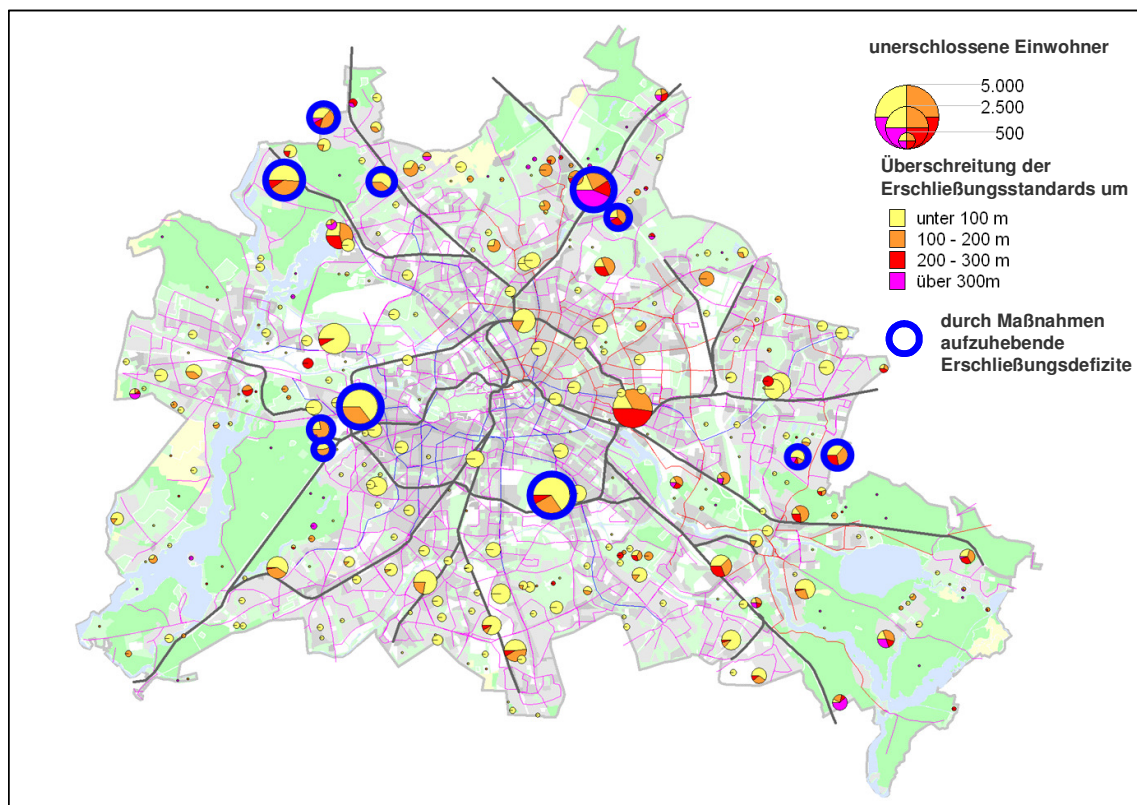 unerschlossene Einwohner
5.000
2.500
500
Überschreitung der
Erschließungsstandards um
unter 100 m
100 - 200 m
200 - 300 m
über 300m
durch Maßnahmen
aufzuhebende
Erschließungsdefizite